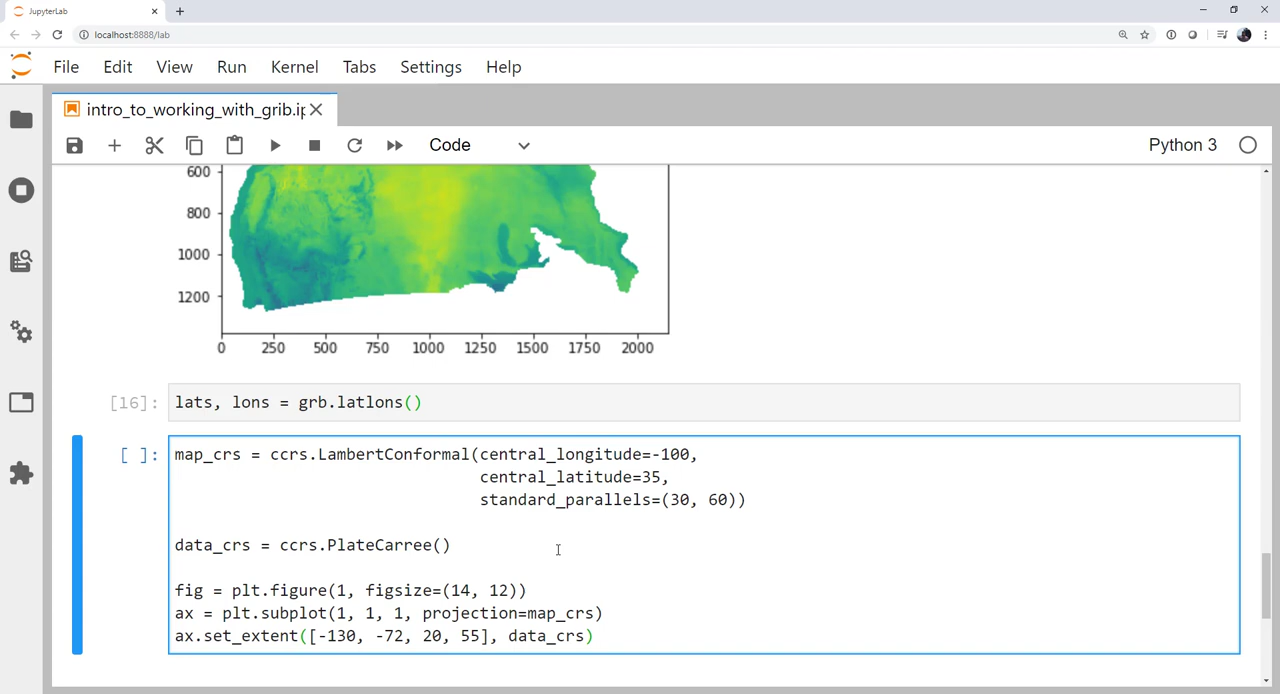 JupyterLab
localhost:8888/lab
File Edit View Run Kernel Tabs Settings Help
intro_to_working_with_grib.ip
Code
Python 3
600
800
1000
1200
0 250 500 750 1000 1250 1500 1750 2000
[16]: lats, lons = grb.latlons()
[ ]: map_crs = ccrs.LambertConformal(central_longitude=-100,
central_latitude=35,
standard_parallels=(30, 60))
data_crs = ccrs.PlateCarree()
fig = plt.figure(1, figsize=(14, 12))
ax = plt.subplot(1, 1, 1, projection=map_crs)
ax.set_extent([-130, -72, 20, 55], data_crs)